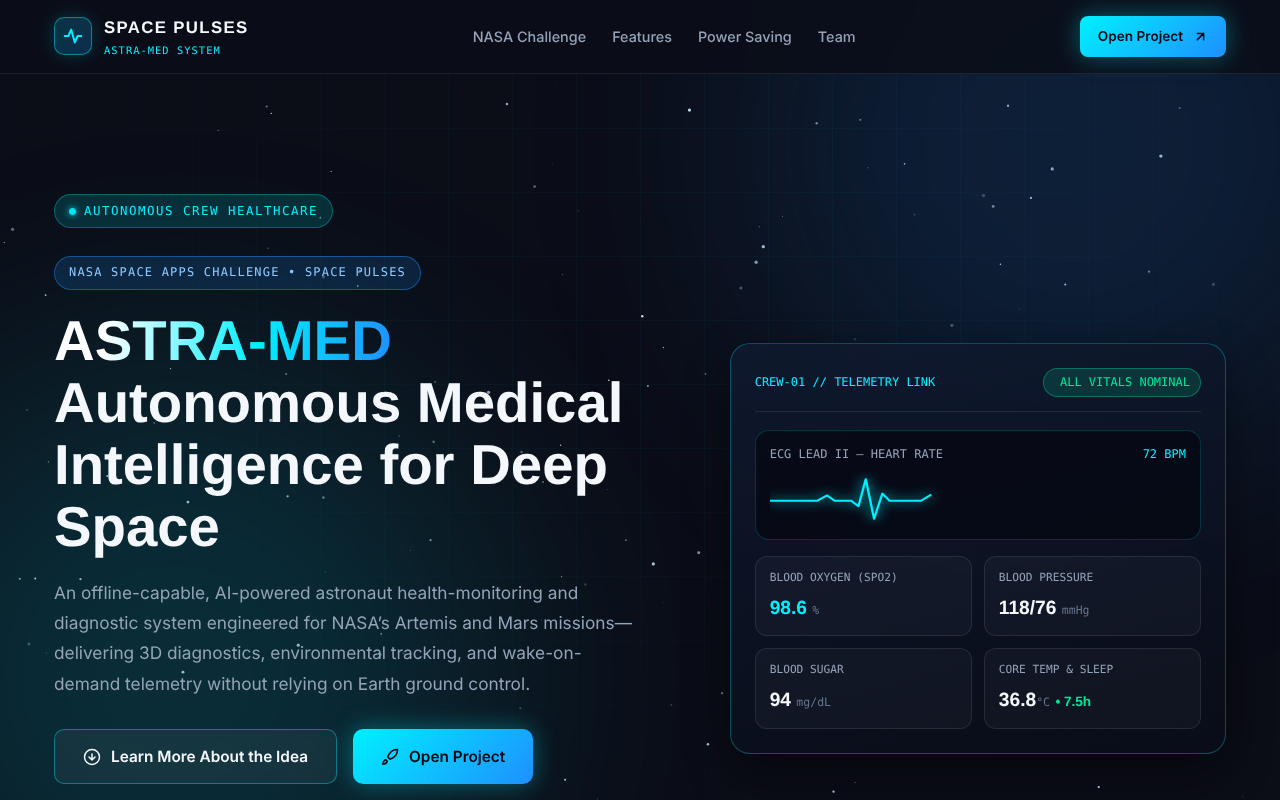 SPACE PULSES
ASTRA-MED SYSTEM
NASA Challenge
Features
Power Saving
Team
Open Project
AUTONOMOUS CREW HEALTHCARE
NASA SPACE APPS CHALLENGE • SPACE PULSES
ASTRA-MED
Autonomous Medical
Intelligence for Deep
Space
An offline-capable, AI-powered astronaut health-monitoring and
diagnostic system engineered for NASA's Artemis and Mars missions—
delivering 3D diagnostics, environmental tracking, and wake-on-
demand telemetry without relying on Earth ground control.
Learn More About the Idea
Open Project
CREW-01 // TELEMETRY LINK
ALL VITALS NOMINAL
ECG LEAD II — HEART RATE
72 BPM
BLOOD OXYGEN (SPO2)
98.6 %
BLOOD PRESSURE
118/76 mmHg
BLOOD SUGAR
94 mg/dL
CORE TEMP & SLEEP
36.8°C • 7.5h